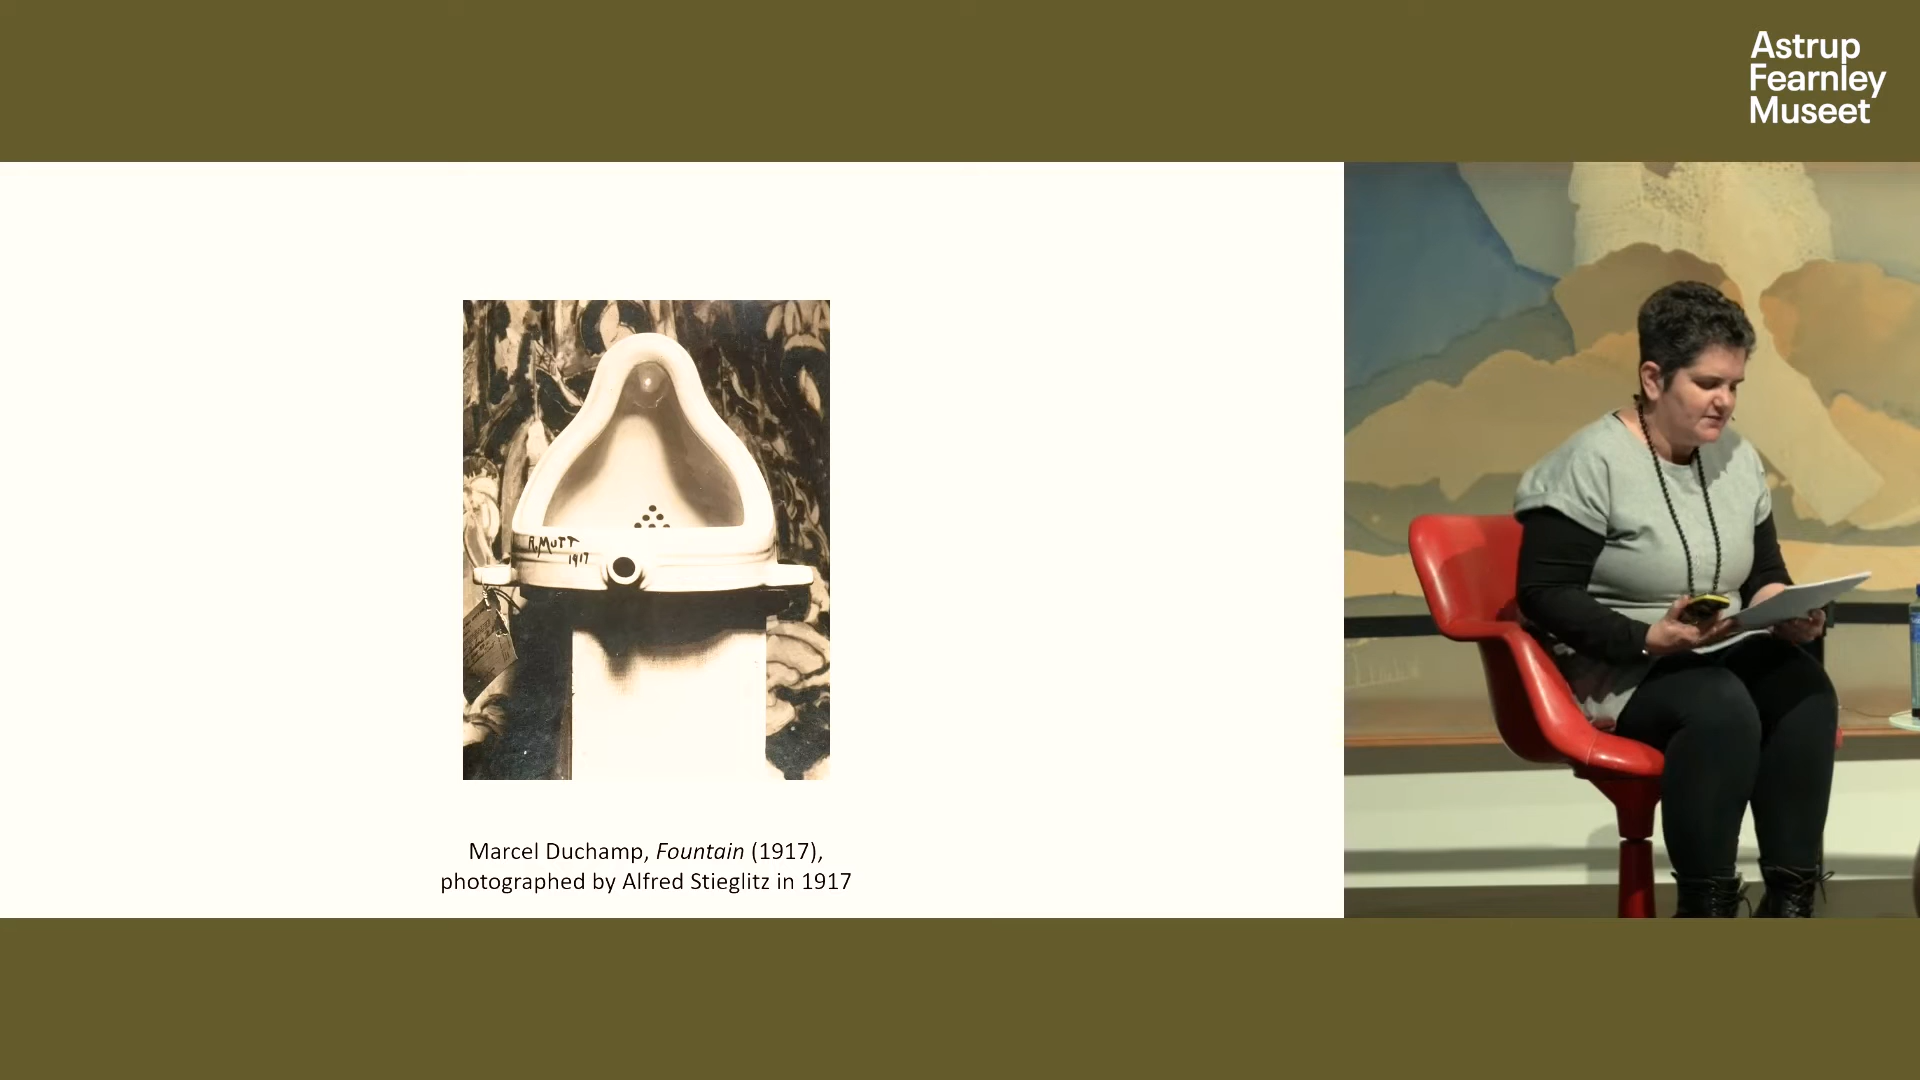 Astrup
Fearnley
Museet
R.MUTT
1917
Marcel Duchamp, Fountain (1917),
photographed by Alfred Stieglitz in 1917